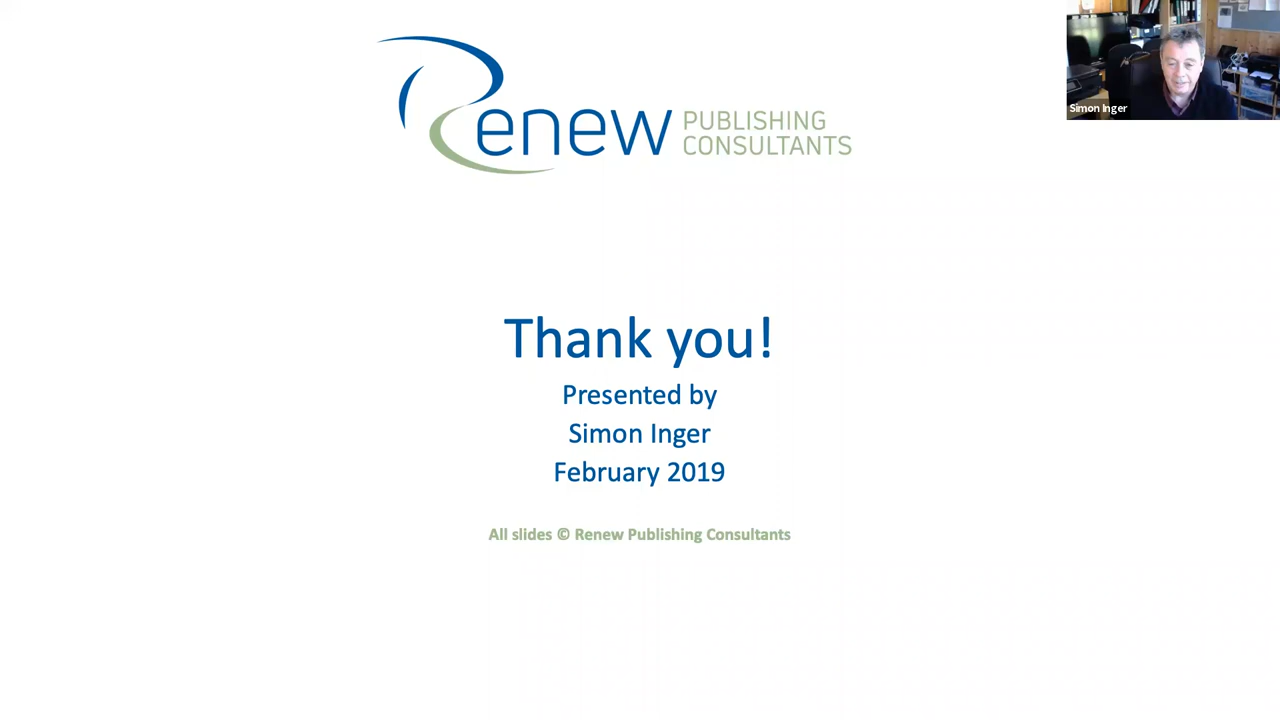 Renew PUBLISHING
CONSULTANTS
Simon Inger
Thank you!
Presented by
Simon Inger
February 2019
All slides © Renew Publishing Consultants